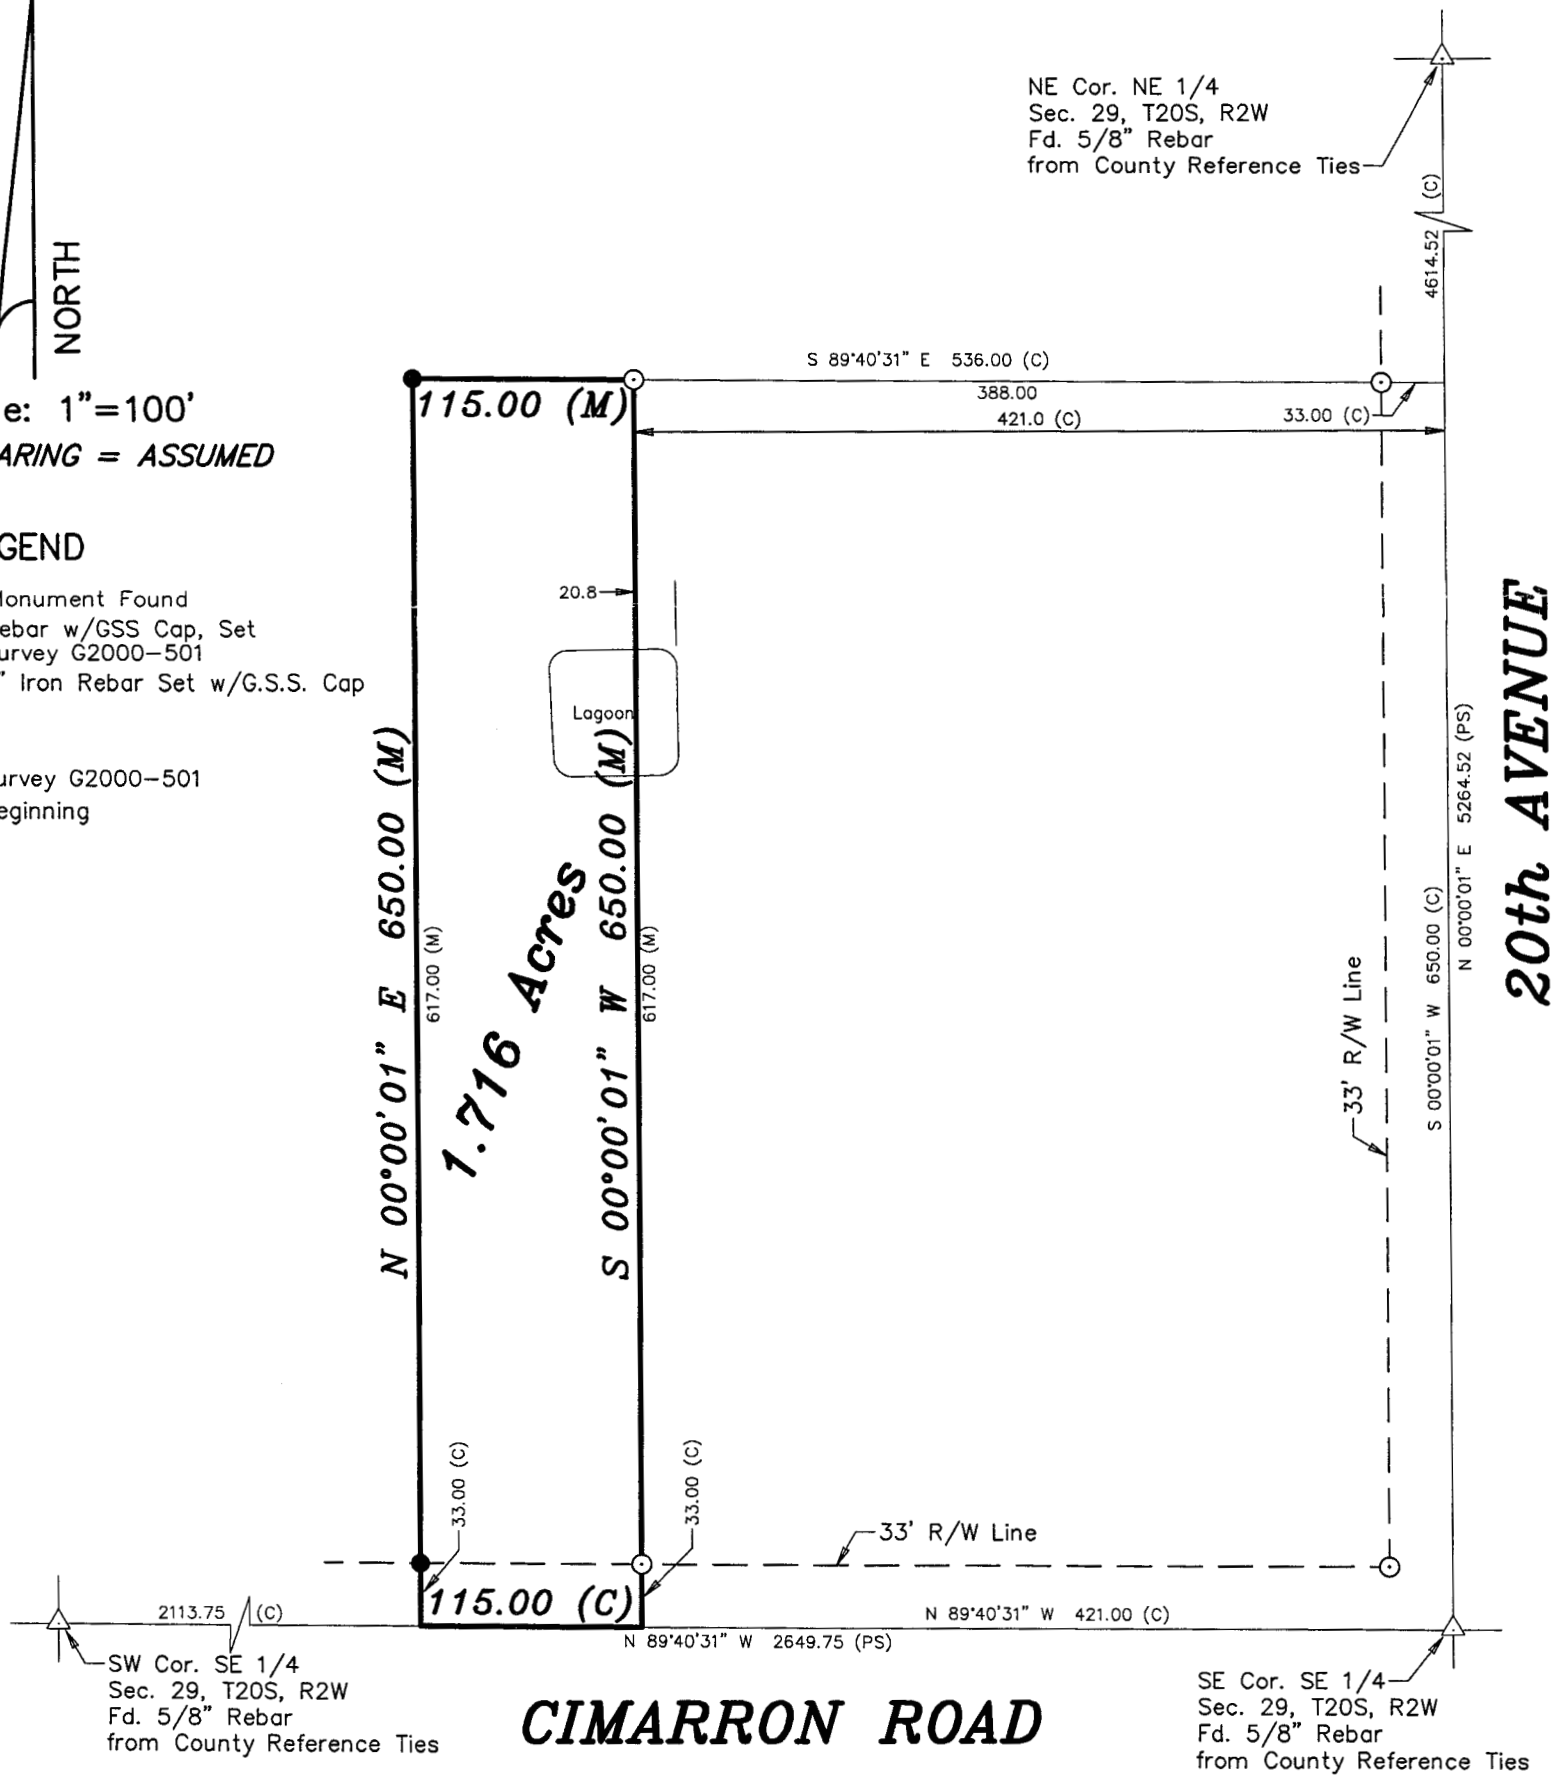 NE Cor. NE 1/4
Sec. 29, T20S, R2W
Fd. 5/8" Rebar
from County Reference Ties
4614.52 (C)
NORTH
e: 1"=100'
ARING = ASSUMED
GEND
Monument Found
ebar w/GSS Cap, Set
urvey G2000-501
" Iron Rebar Set w/G.S.S. Cap
urvey G2000-501
eginning
S 89°40'31" E 536.00 (C)
388.00
421.0 (C)
33.00 (C)
115.00 (M)
20.8
Lagoon
N 00°00'01" E 650.00 (M)
617.00 (M)
1.716 Acres
S 00°00'01" W 650.00 (M)
617.00 (M)
33' R/W Line
S 00°00'01" W 650.00 (C)
N 00°00'01" E 5264.52 (PS)
20th AVENUE
33.00 (C)
33.00 (C)
33' R/W Line
115.00 (C)
2113.75 (C)
N 89°40'31" W 421.00 (C)
N 89°40'31" W 2649.75 (PS)
SW Cor. SE 1/4
Sec. 29, T20S, R2W
Fd. 5/8" Rebar
from County Reference Ties
CIMARRON ROAD
SE Cor. SE 1/4
Sec. 29, T20S, R2W
Fd. 5/8" Rebar
from County Reference Ties